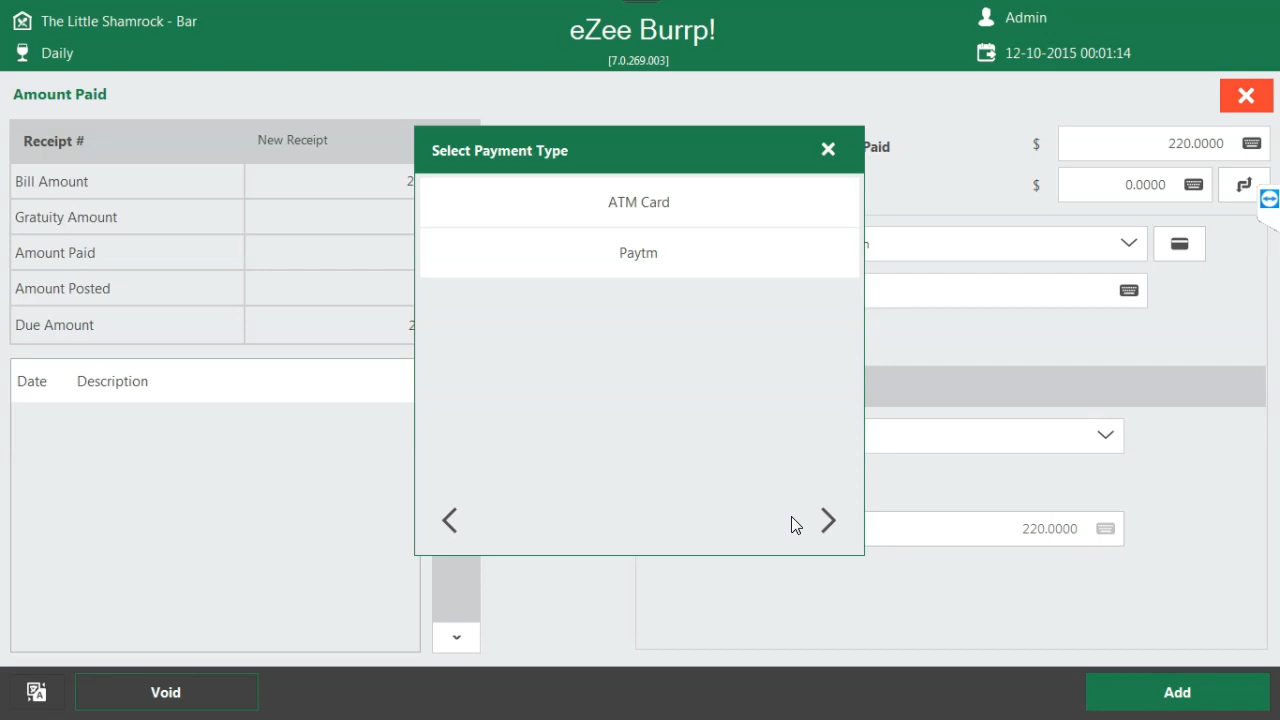 The Little Shamrock - Bar
Daily
eZee Burrp!
[7.0.269.003]
Admin
12-10-2015 00:01:14
Amount Paid
Receipt # New Receipt
Bill Amount 2
Gratuity Amount
Amount Paid
Amount Posted
Due Amount 2
Date Description
Select Payment Type
ATM Card
Paytm
Paid $ 220.0000
$ 0.0000
220.0000
Void
Add